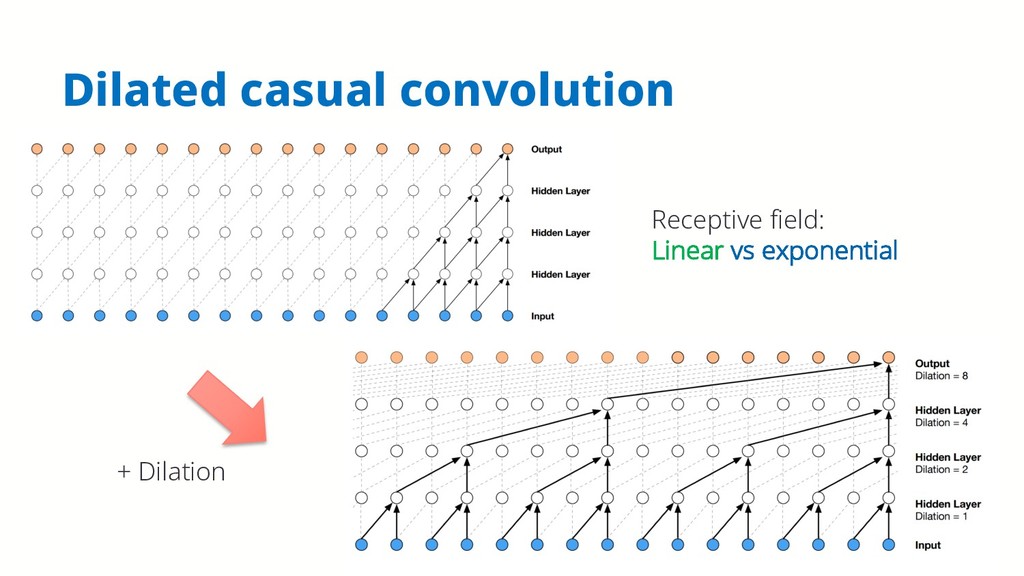 Dilated casual convolution
Output
Hidden Layer
Hidden Layer
Hidden Layer
Input
Receptive field:
Linear vs exponential
+ Dilation
Output
Dilation = 8
Hidden Layer
Dilation = 4
Hidden Layer
Dilation = 2
Hidden Layer
Dilation = 1
Input